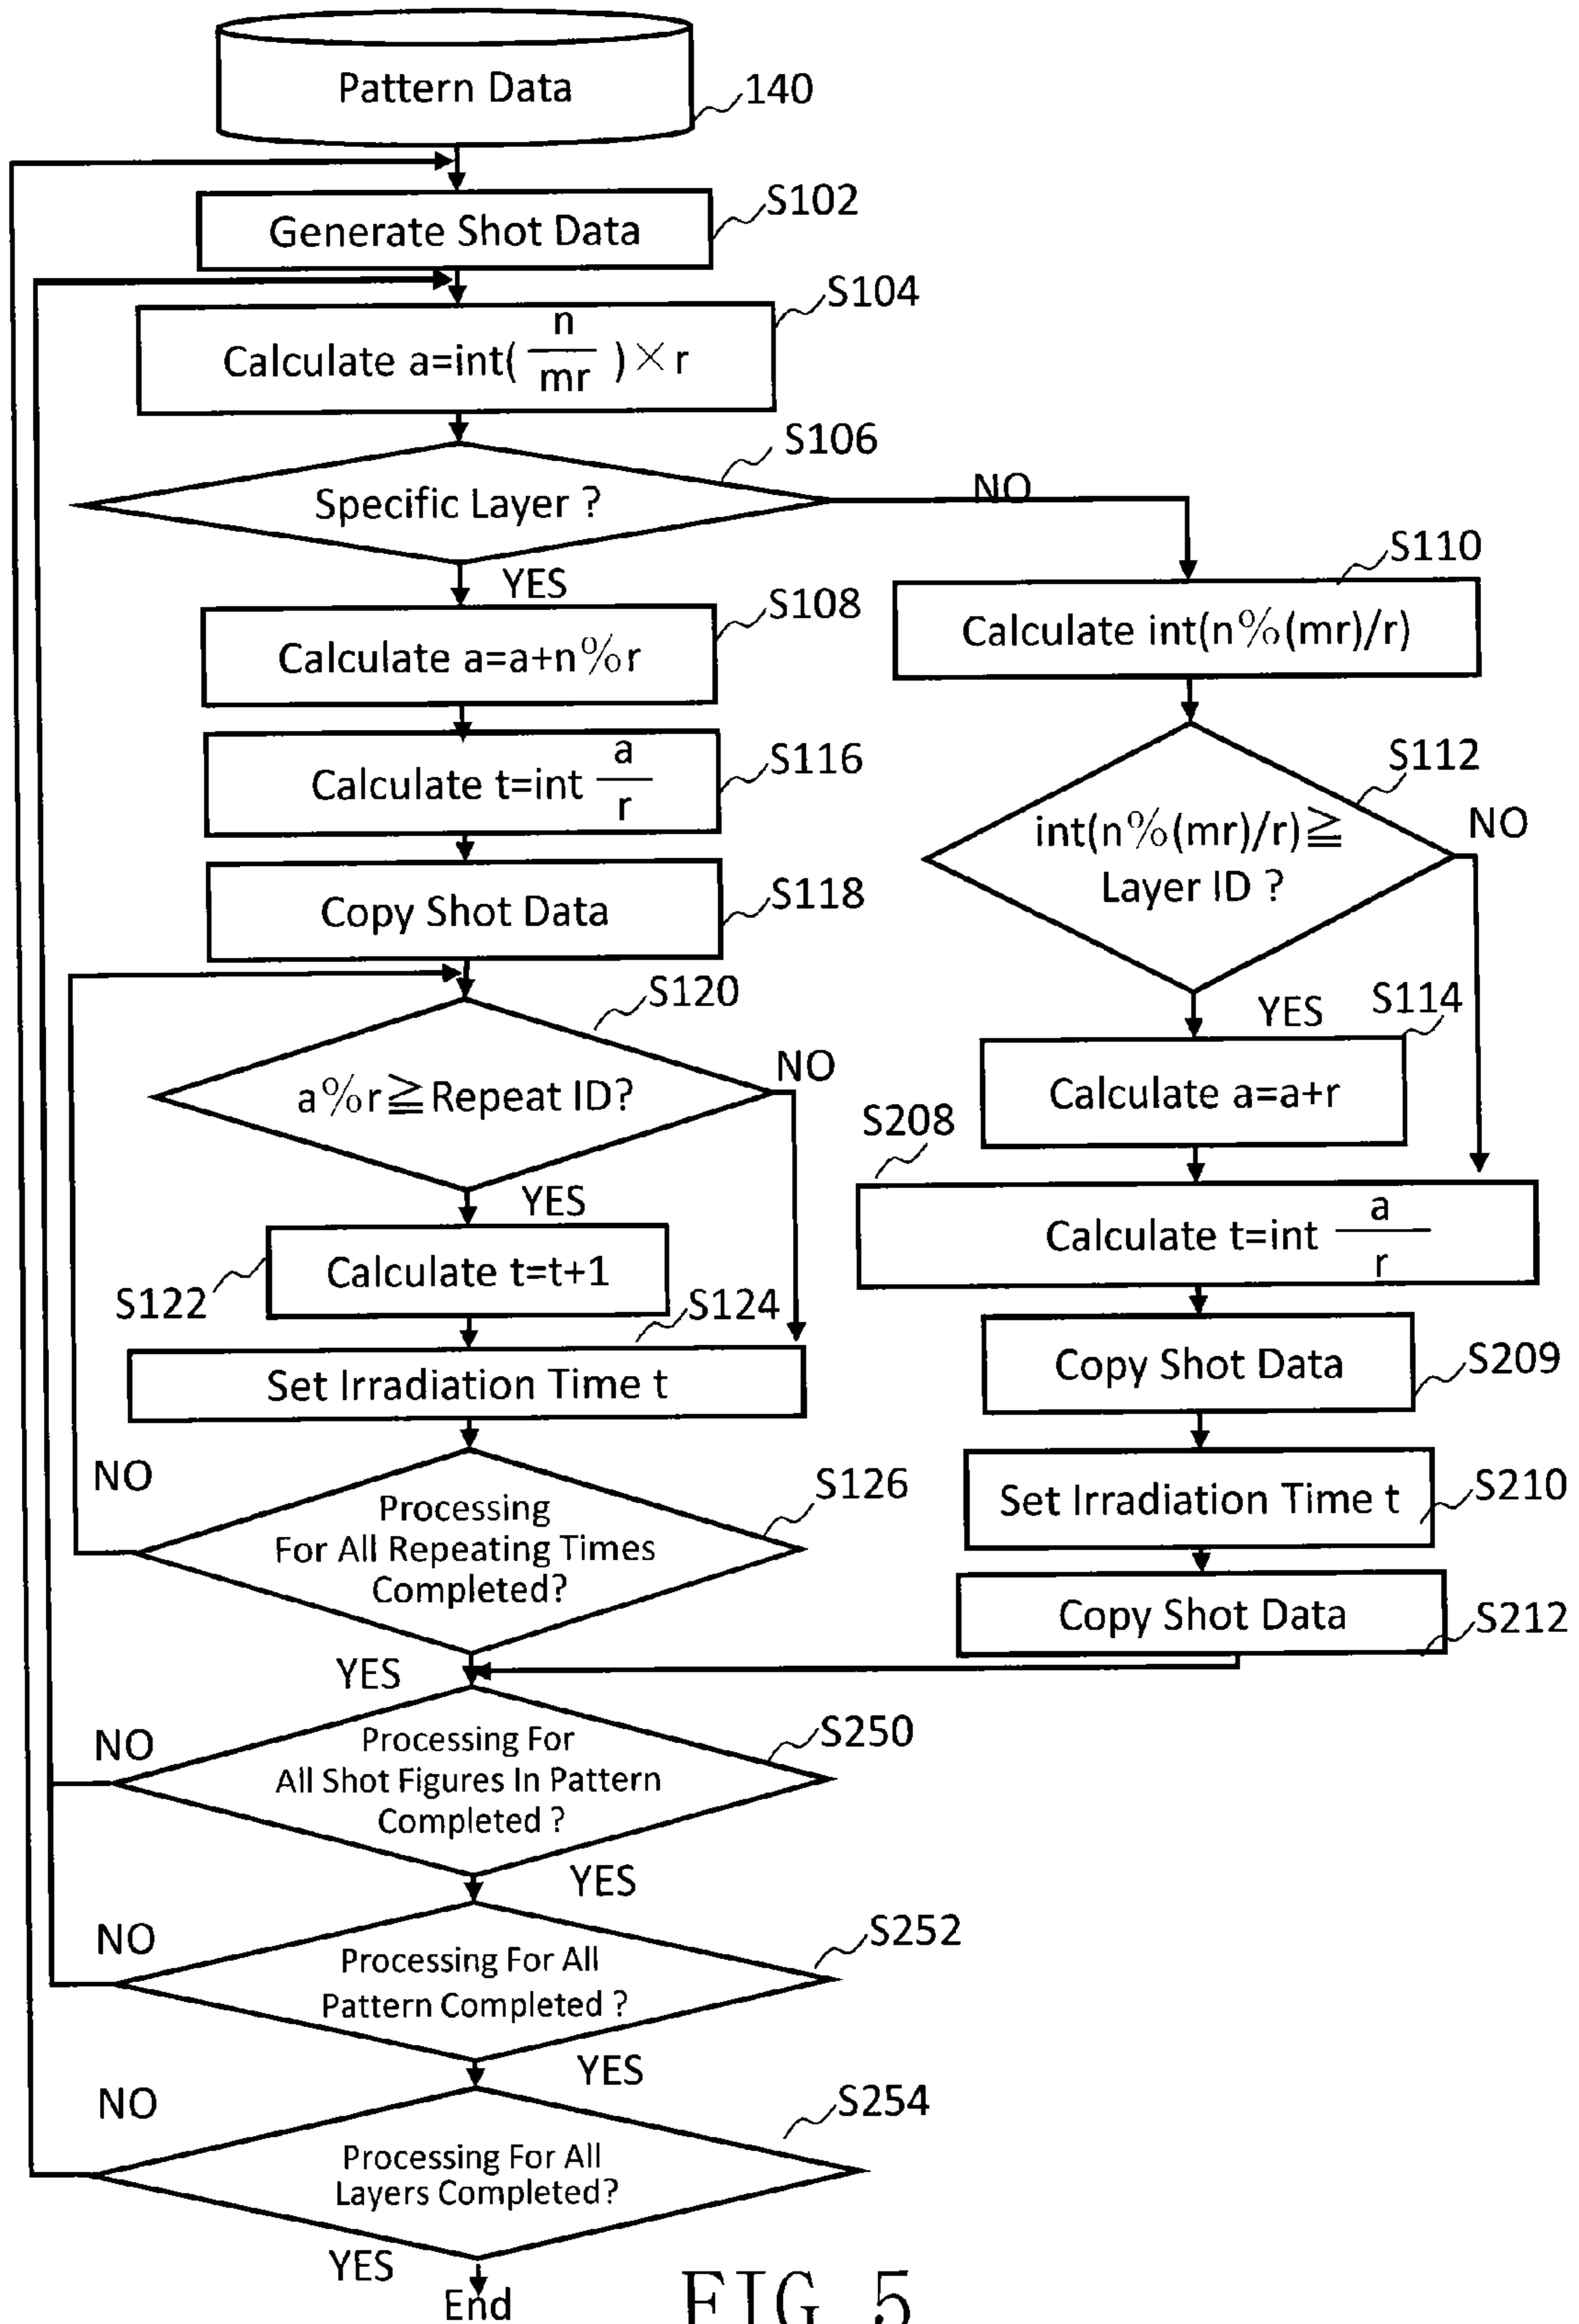 Pattern Data
140
Generate Shot Data
S102
S104
Calculate a=int( n/mr )×r
S106
Specific Layer ?
NO
YES
S108
Calculate a=a+n%r
S110
Calculate int(n%(mr)/r)
S116
Calculate t=int a/r
S112
int(n%(mr)/r)≧
Layer ID ?
NO
S118
Copy Shot Data
S120
a%r≧Repeat ID?
NO
YES
S114
Calculate a=a+r
YES
S122
Calculate t=t+1
S208
Calculate t=int a/r
S124
Set Irradiation Time t
Copy Shot Data
S209
NO
S126
Processing
For All Repeating Times
Completed?
Set Irradiation Time t
S210
Copy Shot Data
S212
YES
NO
S250
Processing For
All Shot Figures In Pattern
Completed ?
YES
NO
S252
Processing For All
Pattern Completed ?
YES
NO
S254
Processing For All
Layers Completed?
YES
End
FIG. 5